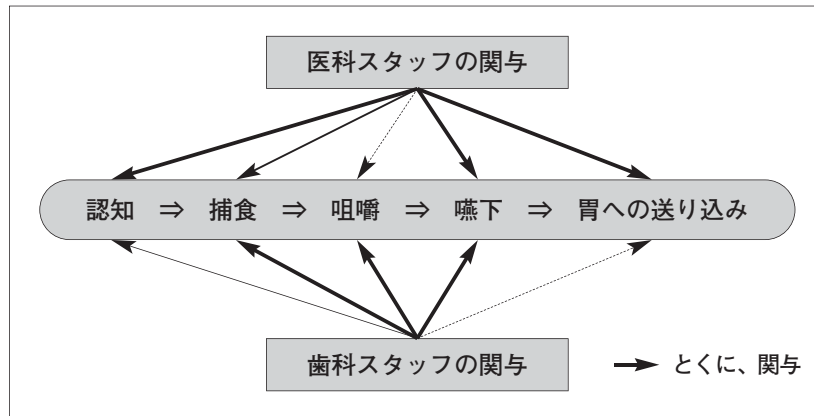 医科スタッフの関与
認知 ⇒ 捕食 ⇒ 咀嚼 ⇒ 嚥下 ⇒ 胃への送り込み
歯科スタッフの関与
とくに、関与